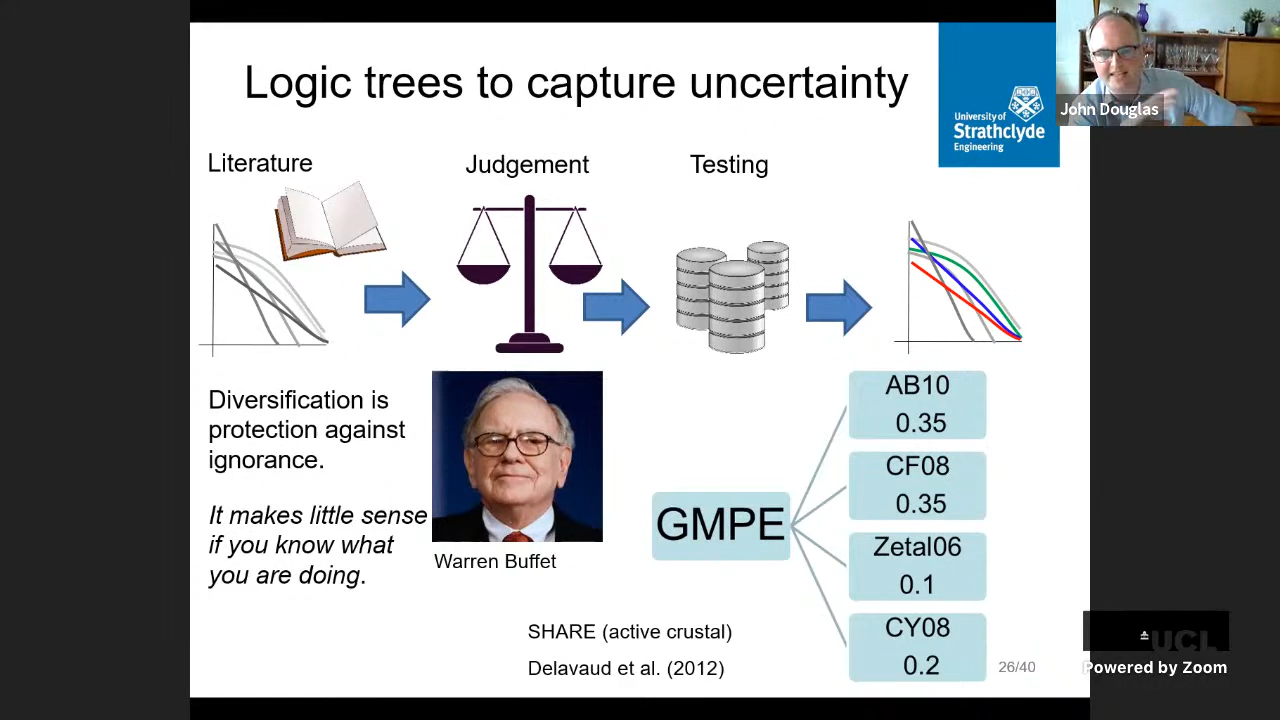 Logic trees to capture uncertainty
University of
Strathclyde
Engineering
John Douglas
Literature
Judgement
Testing
Diversification is
protection against
ignorance.
It makes little sense
if you know what
you are doing.
Warren Buffet
GMPE
AB10
0.35
CF08
0.35
Zetal06
0.1
CY08
0.2
SHARE (active crustal)
Delavaud et al. (2012)
26/40
UCL
Powered by Zoom